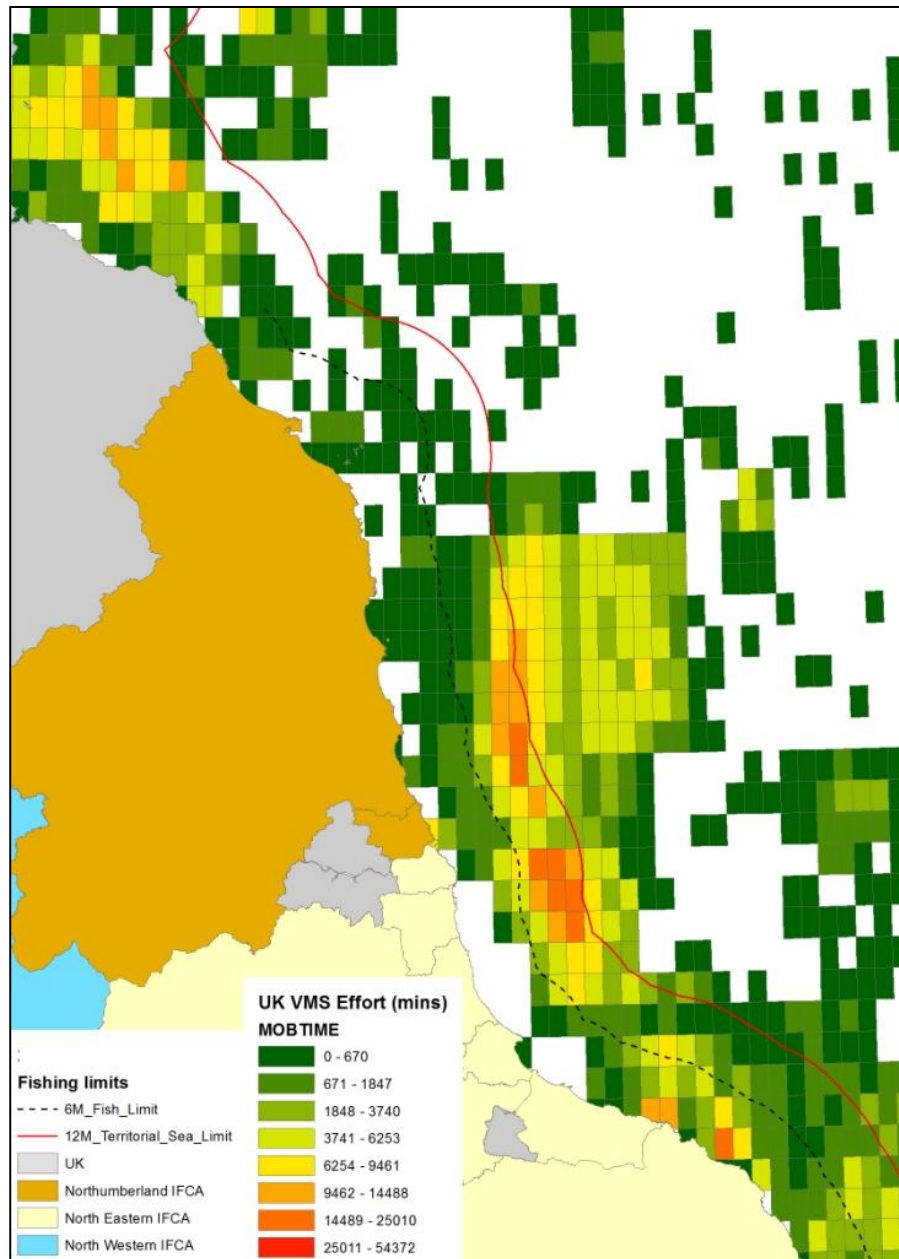 :
Fishing limits
6M_Fish_Limit
12M_Territorial_Sea_Limit
UK
Northumberland IFCA
North Eastern IFCA
North Western IFCA
UK VMS Effort (mins)
MOBTIME
0 - 670
671 - 1847
1848 - 3740
3741 - 6253
6254 - 9461
9462 - 14488
14489 - 25010
25011 - 54372